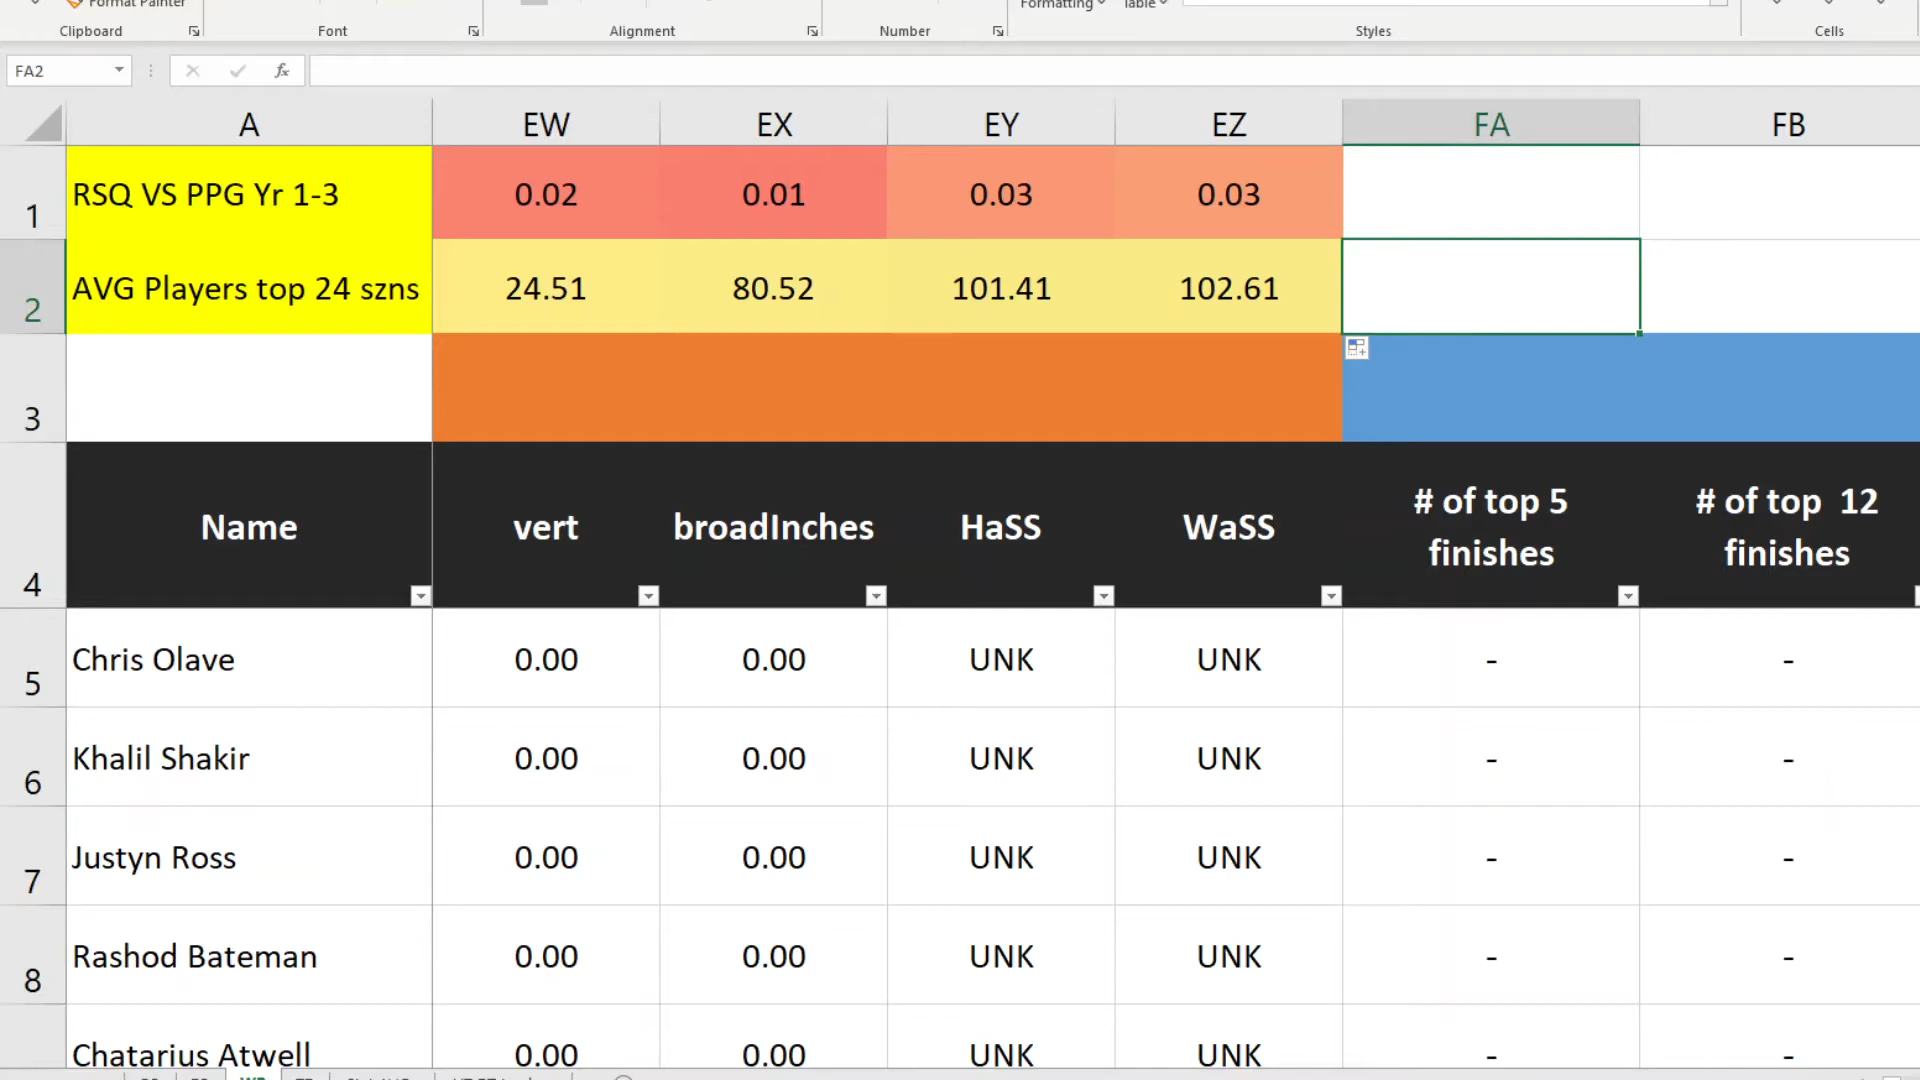 Format Painter
Formatting
Table
Clipboard
Font
Alignment
Number
Styles
Cells
FA2
fx
A EW EX EY EZ FA FB
1 RSQ VS PPG Yr 1-3 0.02 0.01 0.03 0.03
2 AVG Players top 24 szns 24.51 80.52 101.41 102.61
3
4 Name vert broadInches HaSS WaSS # of top 5 finishes # of top 12 finishes
5 Chris Olave 0.00 0.00 UNK UNK - -
6 Khalil Shakir 0.00 0.00 UNK UNK - -
7 Justyn Ross 0.00 0.00 UNK UNK - -
8 Rashod Bateman 0.00 0.00 UNK UNK - -
Chatarius Atwell 0.00 0.00 UNK UNK - -